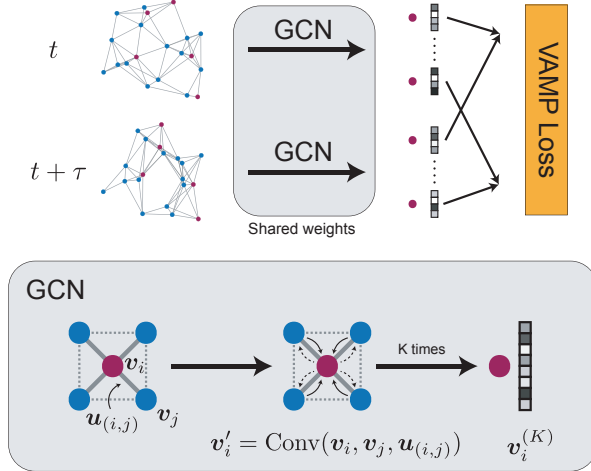 t
GCN
VAMP Loss
t + τ
GCN
Shared weights
GCN
v_i
u_{(i,j)}
v_j
K times
v'_i = Conv(v_i, v_j, u_{(i,j)})
v_i^{(K)}